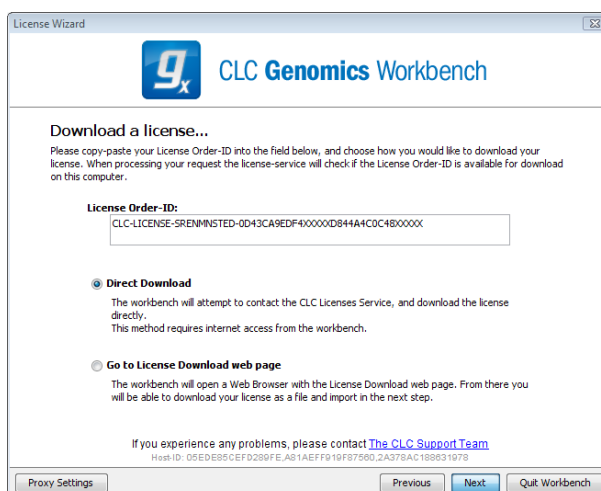 License Wizard
gx CLC Genomics Workbench
Download a license...
Please copy-paste your License Order-ID into the field below, and choose how you would like to download your
license. When processing your request the license-service will check if the License Order-ID is available for download
on this computer.
License Order-ID:
CLC-LICENSE-SRENMNSTED-0D43CA9EDF4XXXXXD844A4C0C48XXXXX
Direct Download
The workbench will attempt to contact the CLC Licenses Service, and download the license
directly.
This method requires internet access from the workbench.
Go to License Download web page
The workbench will open a Web Browser with the License Download web page. From there you
will be able to download your license as a file and import in the next step.
If you experience any problems, please contact The CLC Support Team
Host-ID: 05EDE85CEFD289FE,A81AEFF919F87560,2A378AC188631978
Proxy Settings Previous Next Quit Workbench